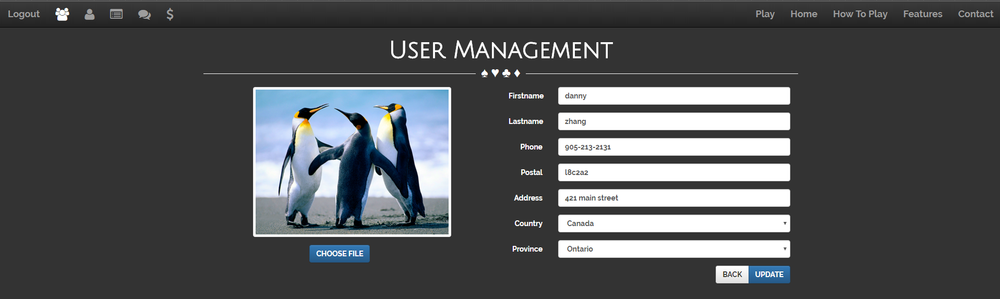 Logout Play Home How To Play Features Contact
User Management
Firstname danny
Lastname zhang
Phone 905-213-2131
Postal l8c2a2
Address 421 main street
Country Canada
Province Ontario
CHOOSE FILE
BACK UPDATE